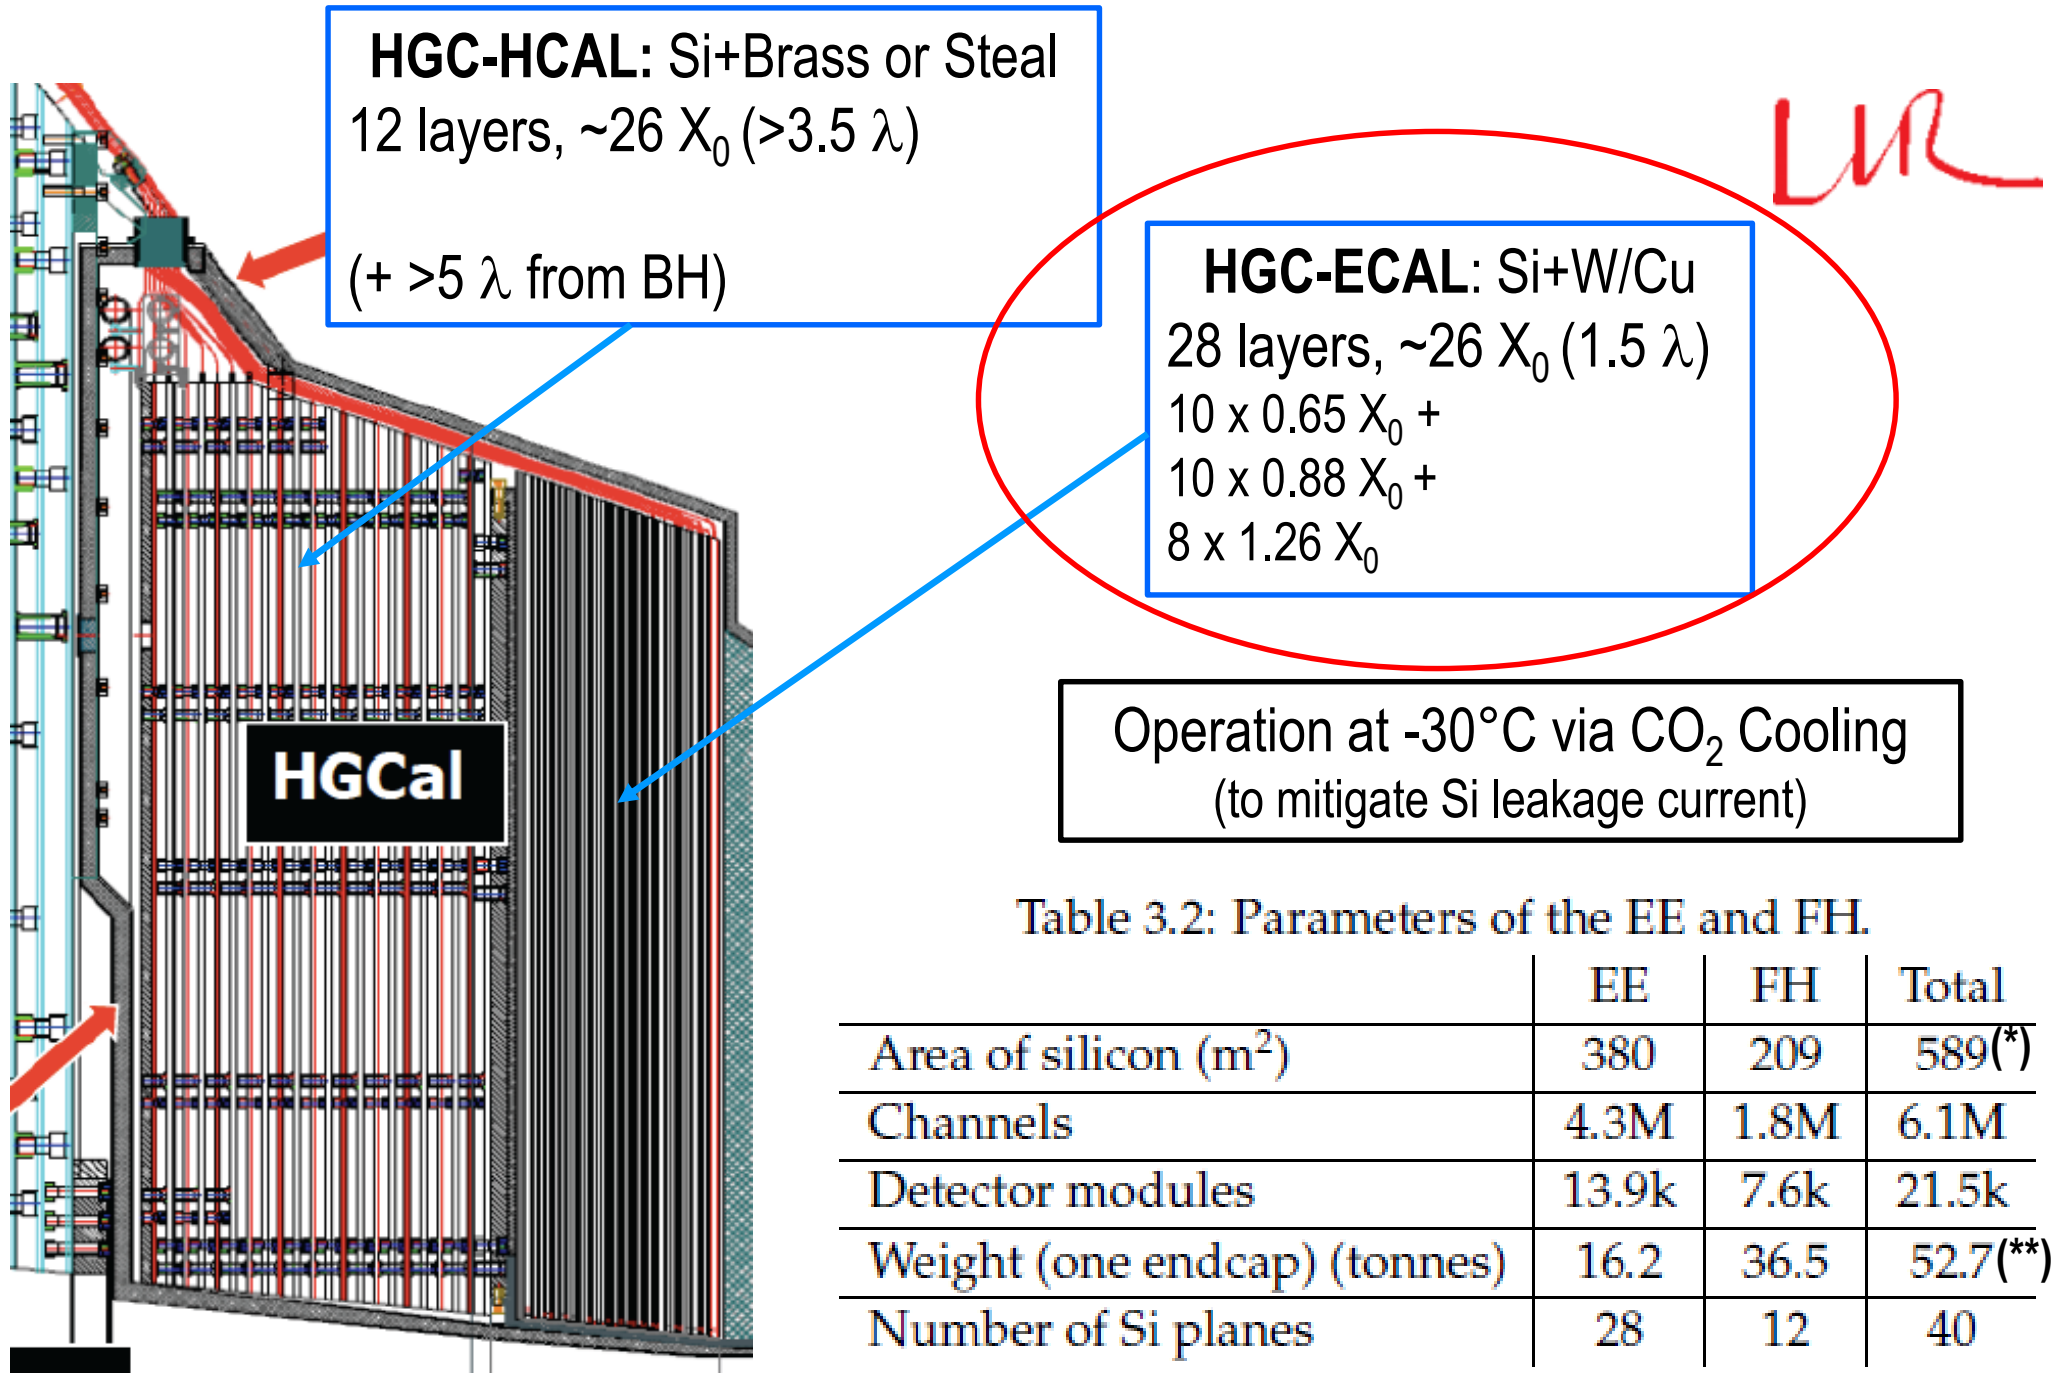 HGC-HCAL: Si+Brass or Steal
12 layers, ~26 X₀ (>3.5 λ)
(+ >5 λ from BH)
LLR
HGC-ECAL: Si+W/Cu
28 layers, ~26 X₀ (1.5 λ)
10 x 0.65 X₀ +
10 x 0.88 X₀ +
8 x 1.26 X₀
HGCal
Operation at -30°C via CO₂ Cooling
(to mitigate Si leakage current)
Table 3.2: Parameters of the EE and FH.
EE FH Total
Area of silicon (m²) 380 209 589(*)
Channels 4.3M 1.8M 6.1M
Detector modules 13.9k 7.6k 21.5k
Weight (one endcap) (tonnes) 16.2 36.5 52.7(**)
Number of Si planes 28 12 40